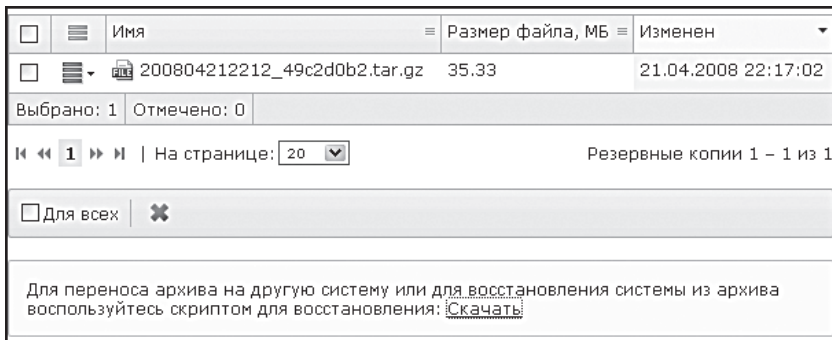 Имя Размер файла, МБ Изменен
FILE 200804212212_49c2d0b2.tar.gz 35.33 21.04.2008 22:17:02
Выбрано: 1 Отмечено: 0
1 | На странице: 20 Резервные копии 1 – 1 из 1
Для всех
Для переноса архива на другую систему или для восстановления системы из архива
воспользуйтесь скриптом для восстановления: Скачать